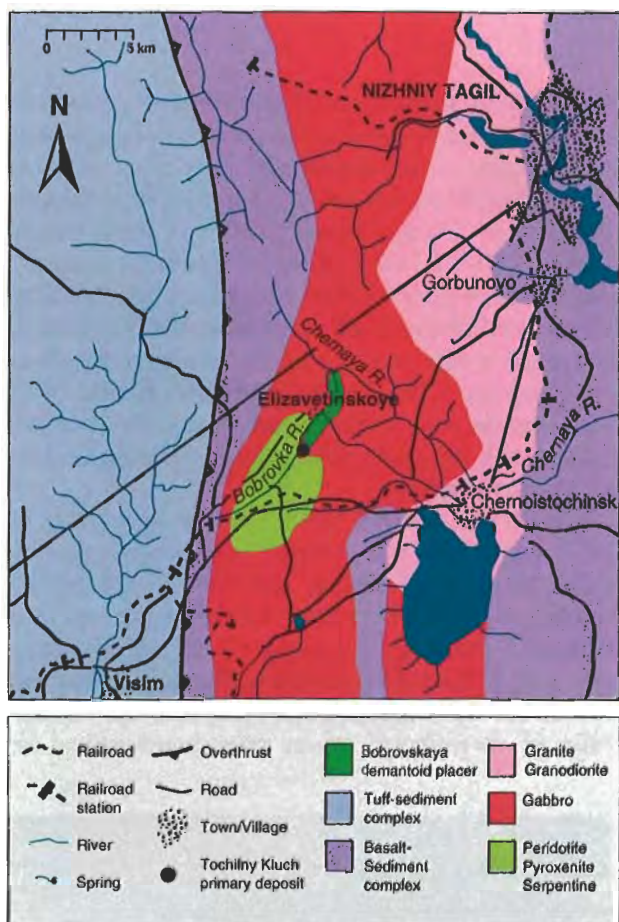 0 5 km
N
NIZHNIY TAGIL
Gorbunovo
Chernaya R.
Elizavetinskoye
Bobrovka R.
Chernaya R.
Chernoistochinsk
Visim
Railroad
Railroad
station
River
Spring
Overthrust
Road
Town/Village
Tochilny Kluch
primary deposit
Bobrovskaya
demantoid placer
Tuff-sediment
complex
Basalt-
Sediment
complex
Granite
Granodiorite
Gabbro
Peridotite
Pyroxenite
Serpentine